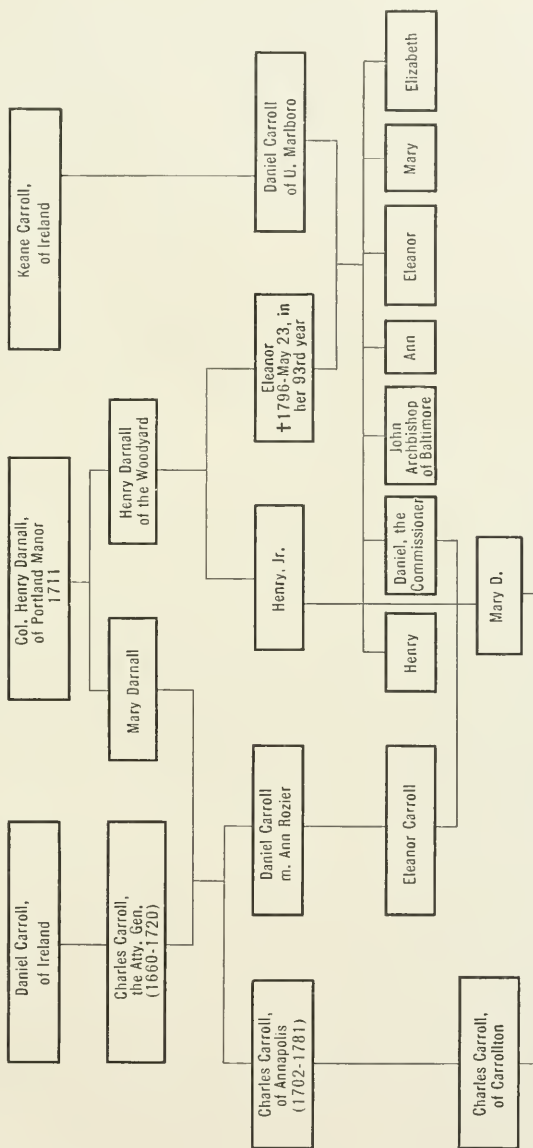 Daniel Carroll,
of Ireland
Col. Henry Darnall,
of Portland Manor
1711
Keane Carroll,
of Ireland
Charles Carroll,
the Atty. Gen.
(1660-1720)
Mary Darnall
Henry Darnall
of the Woodyard
Charles Carroll,
of Annapolis
(1702-1781)
Daniel Carroll
m. Ann Rozier
Henry, Jr.
Eleanor
†1796-May 23, in
her 93rd year
Daniel Carroll
of U. Marlboro
Eleanor Carroll
Henry
Daniel, the
Commissioner
John
Archbishop
of Baltimore
Ann
Eleanor
Mary
Elizabeth
Charles Carroll,
of Carrollton
Mary D.